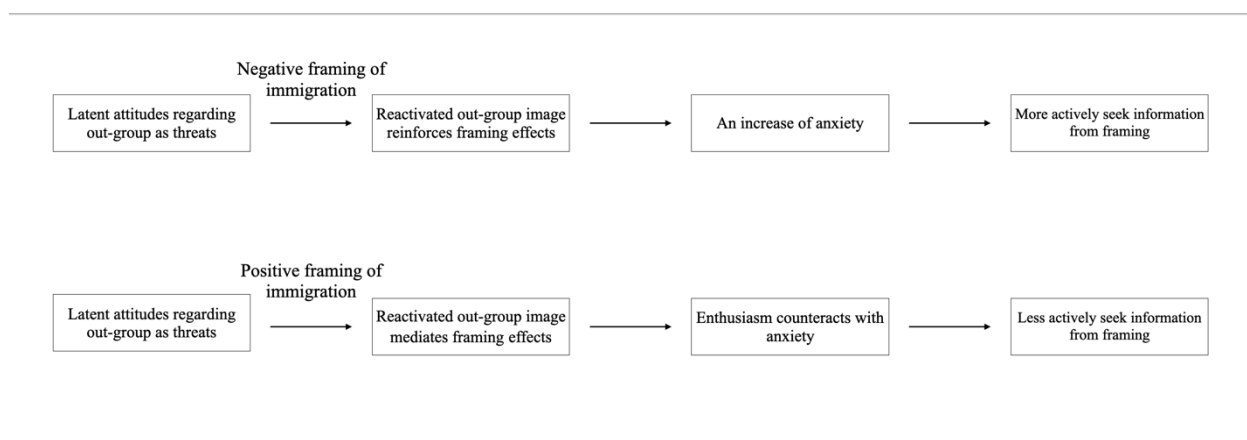 Negative framing of
immigration
Latent attitudes regarding
out-group as threats
Reactivated out-group image
reinforces framing effects
An increase of anxiety
More actively seek information
from framing
Positive framing of
immigration
Latent attitudes regarding
out-group as threats
Reactivated out-group image
mediates framing effects
Enthusiasm counteracts with
anxiety
Less actively seek information
from framing